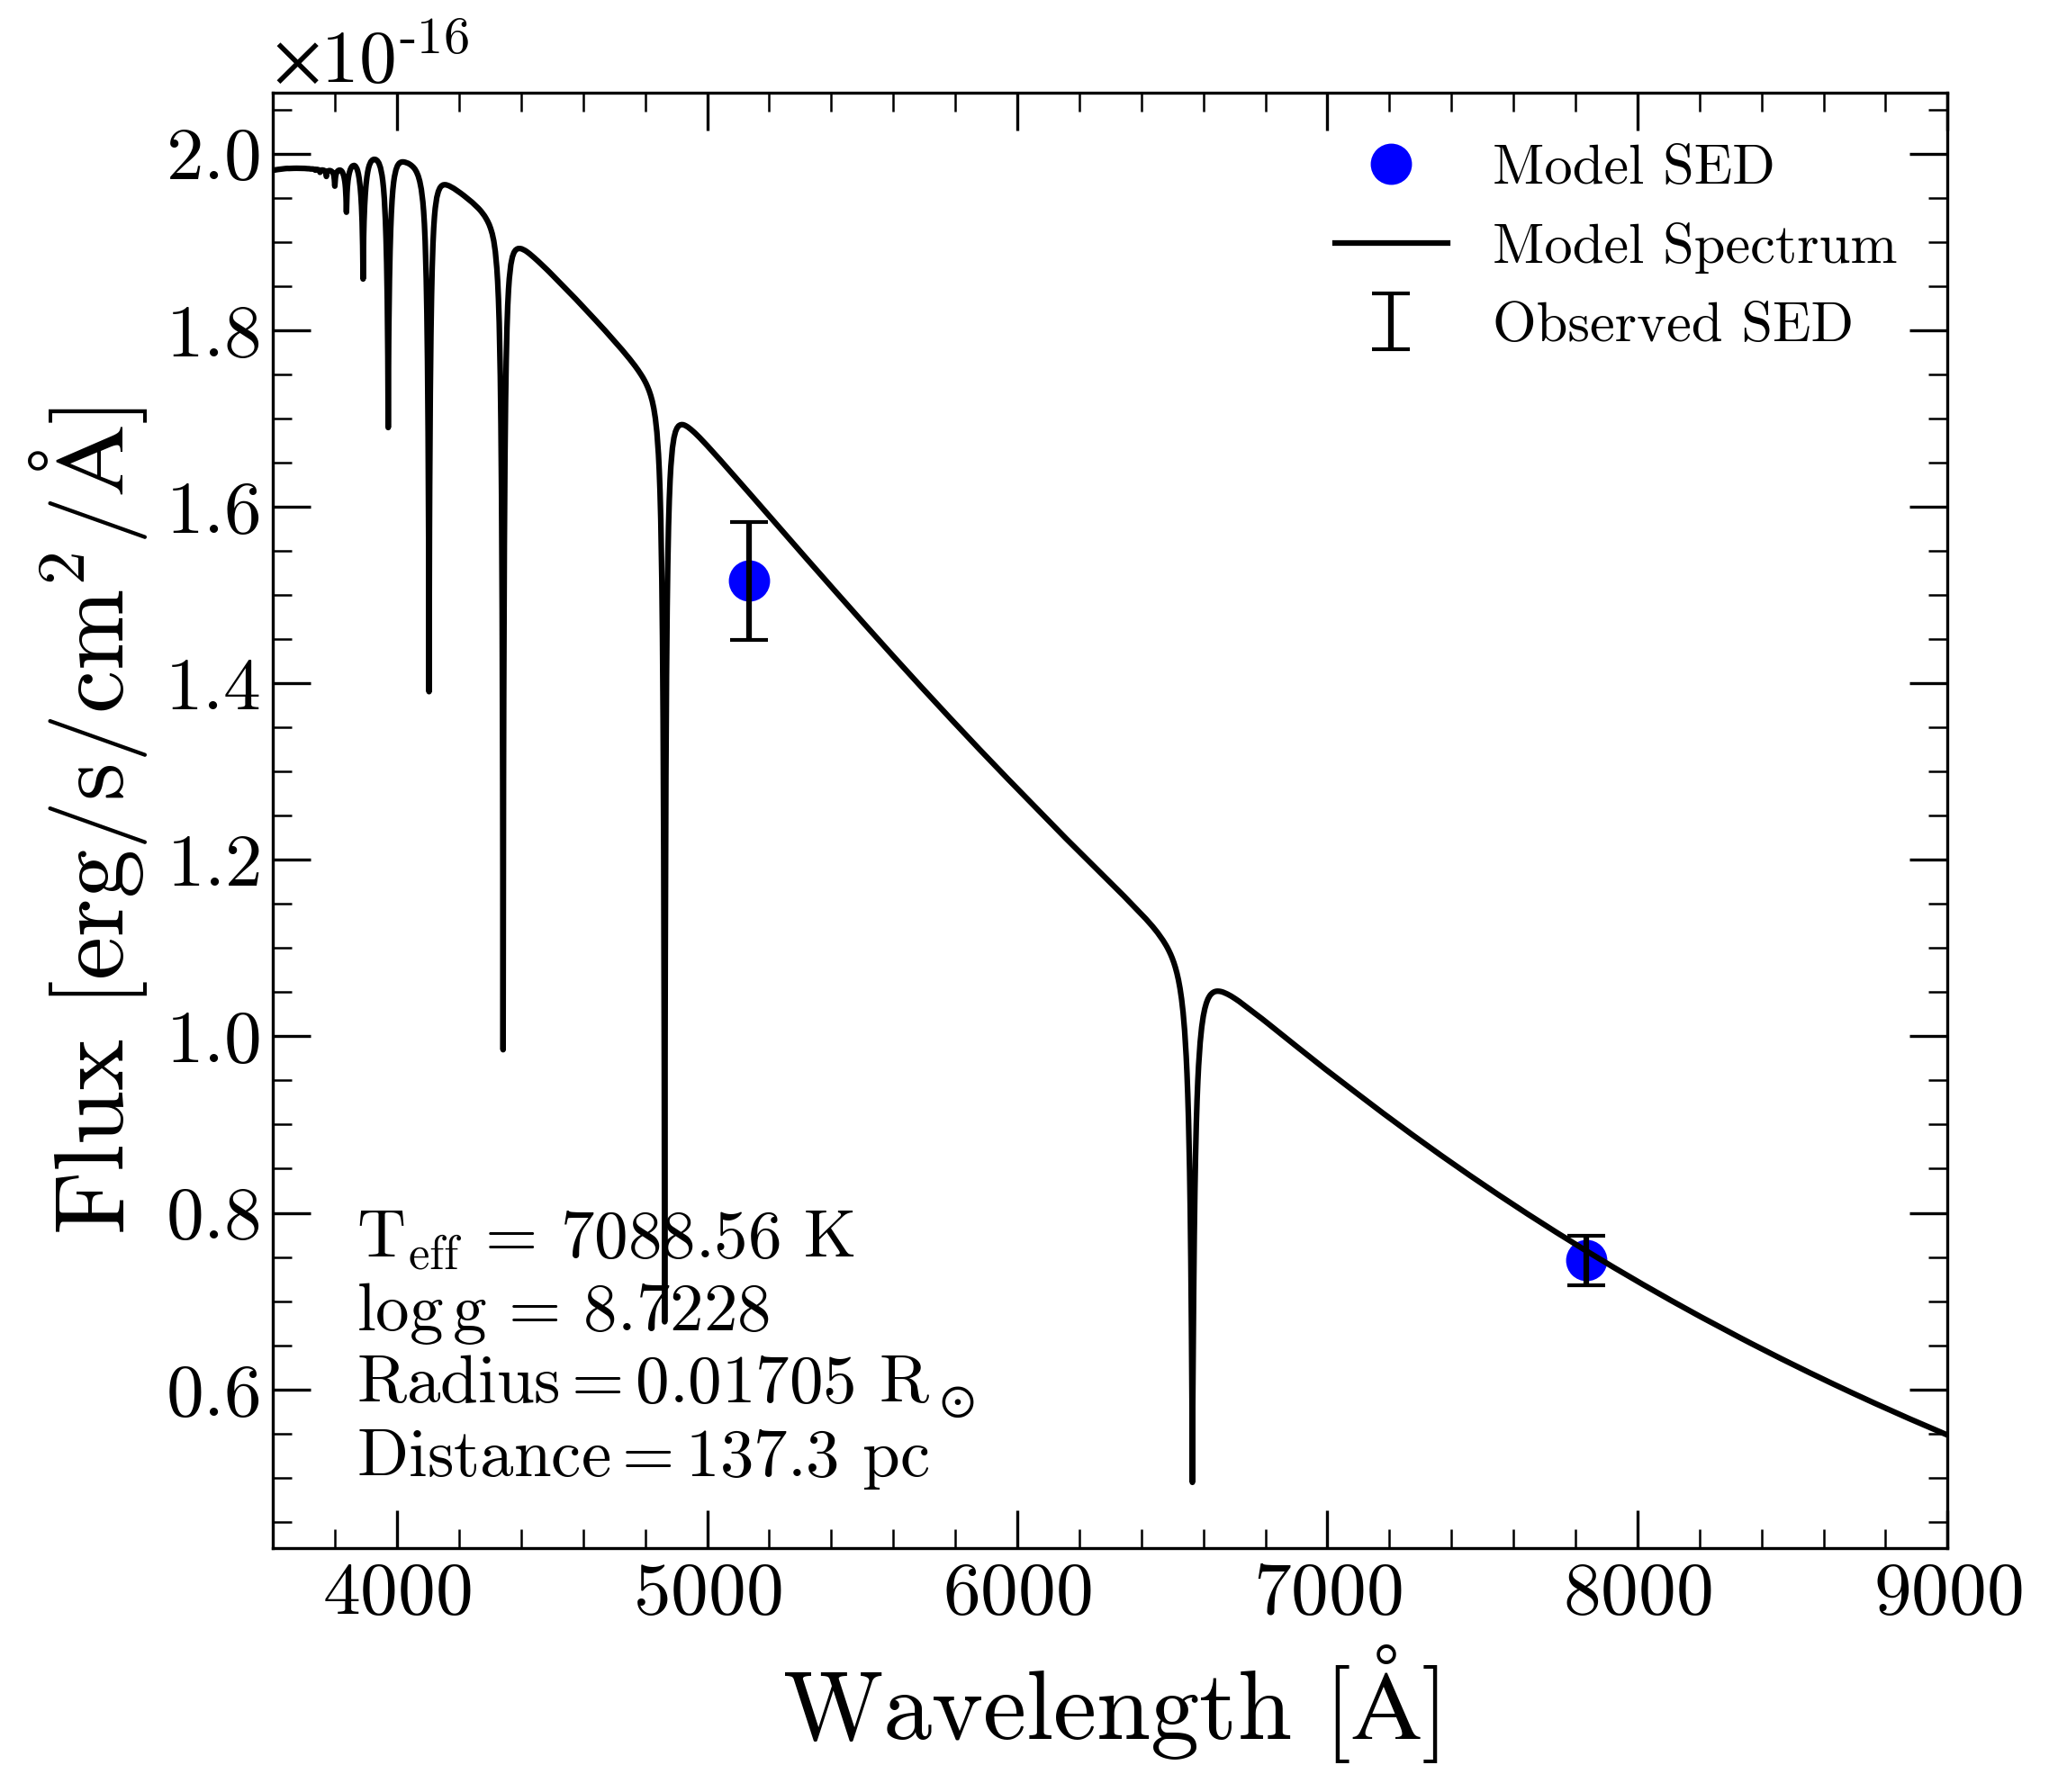 ×10-16
2.0
1.8
1.6
1.4
1.2
1.0
0.8
0.6
Flux [erg/s/cm2/Å]
Model SED
Model Spectrum
Observed SED
Teff = 7088.56 K
log g = 8.7228
Radius = 0.01705 R⊙
Distance = 137.3 pc
4000 5000 6000 7000 8000 9000
Wavelength [Å]